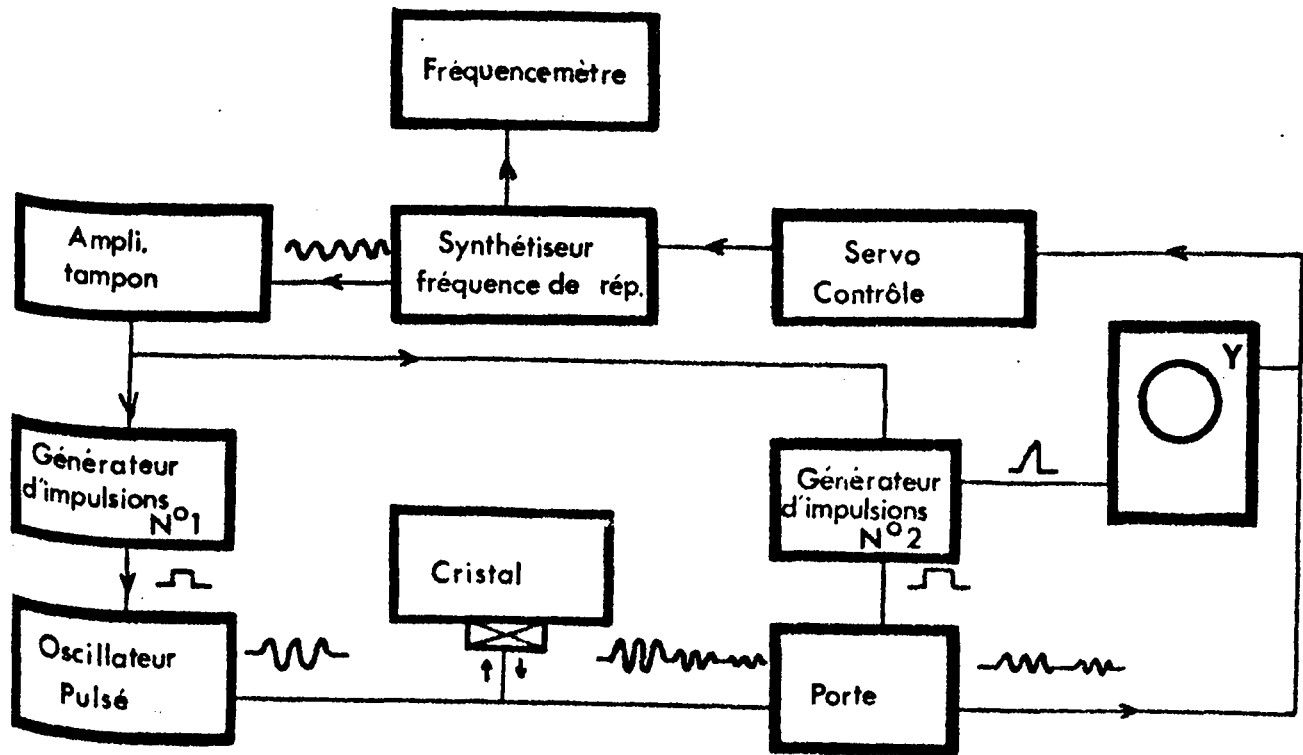 Fréquencemètre
Ampli.
tampon
Synthétiseur
fréquence de rép.
Servo
Contrôle
Y
Générateur
d'impulsions
N°1
Générateur
d'impulsions
N°2
Cristal
Oscillateur
Pulsé
Porte